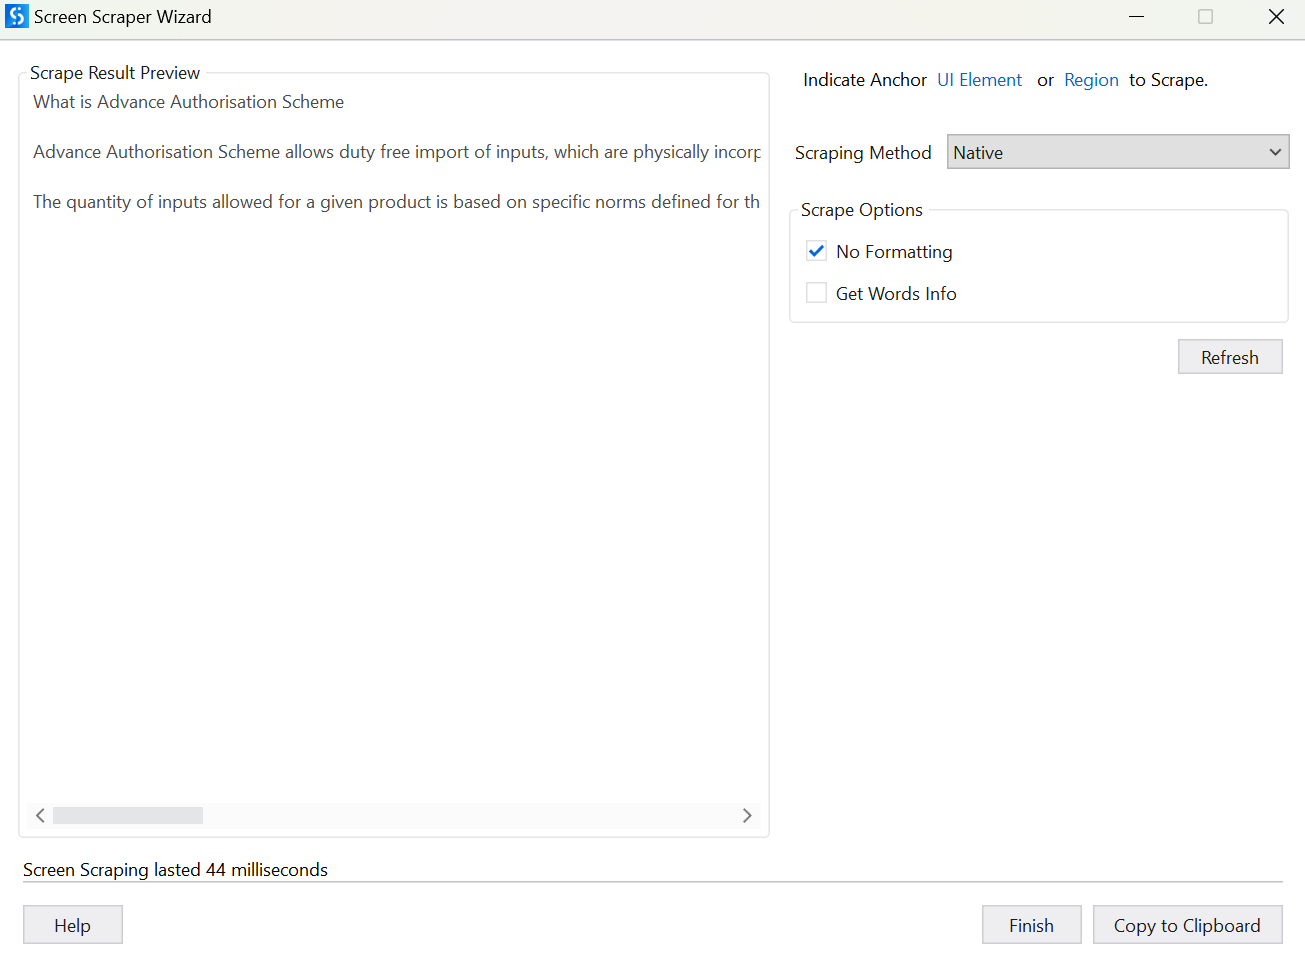 Screen Scraper Wizard
Scrape Result Preview
What is Advance Authorisation Scheme
Advance Authorisation Scheme allows duty free import of inputs, which are physically incorp
The quantity of inputs allowed for a given product is based on specific norms defined for th
Indicate Anchor UI Element or Region to Scrape.
Scraping Method Native
Scrape Options
No Formatting
Get Words Info
Refresh
Screen Scraping lasted 44 milliseconds
Help
Finish
Copy to Clipboard